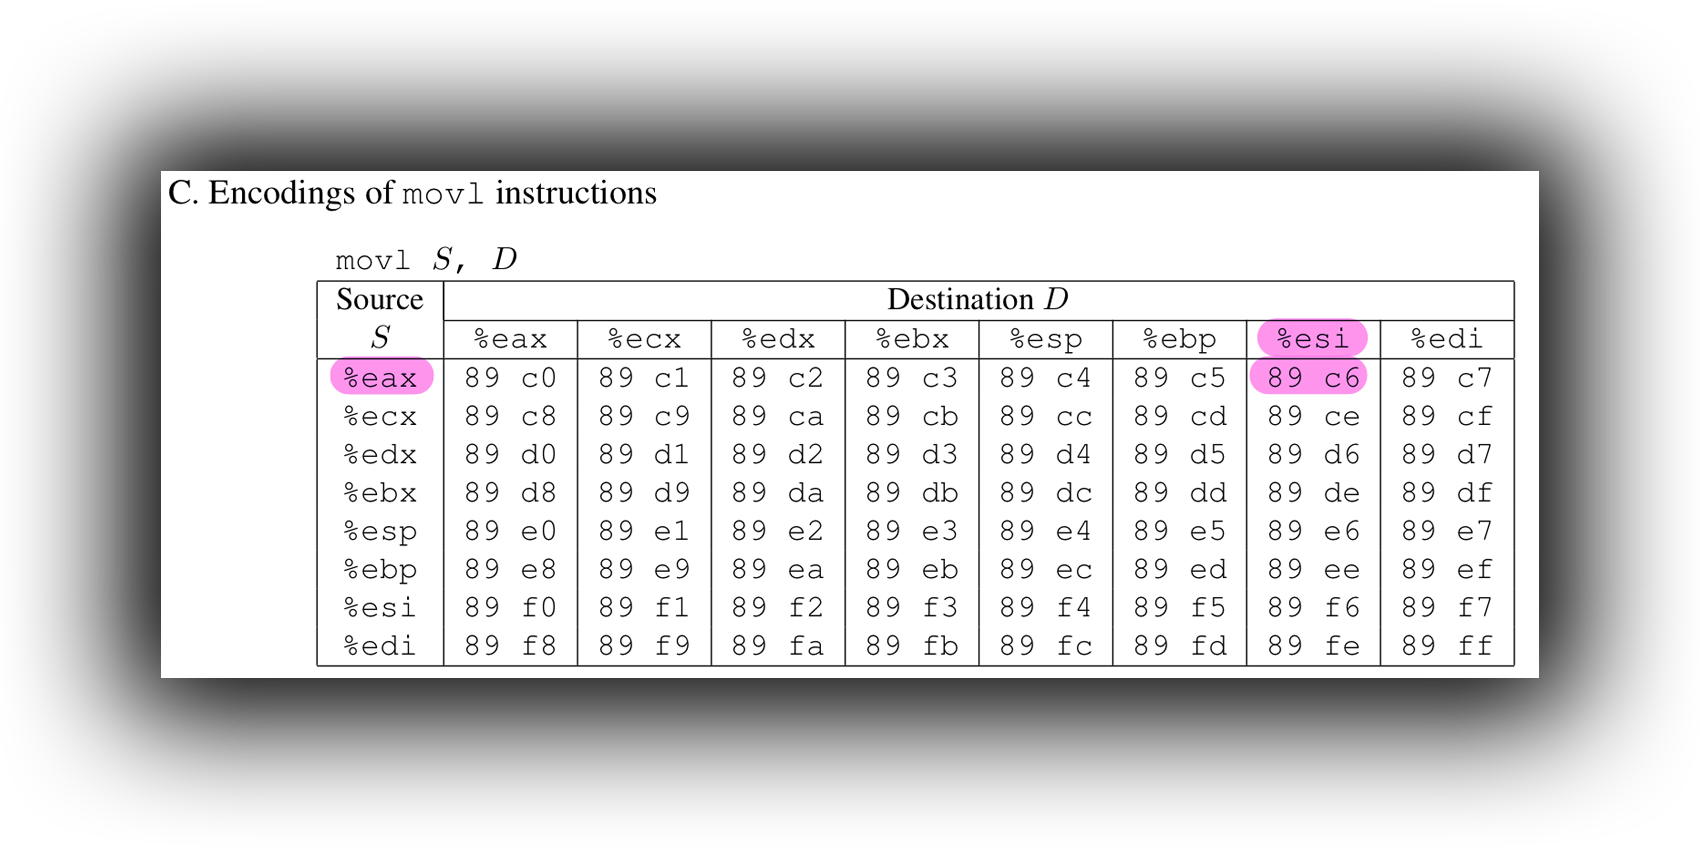 C. Encodings of movl instructions
movl S, D
Source Destination D
S %eax %ecx %edx %ebx %esp %ebp %esi %edi
%eax 89 c0 89 c1 89 c2 89 c3 89 c4 89 c5 89 c6 89 c7
%ecx 89 c8 89 c9 89 ca 89 cb 89 cc 89 cd 89 ce 89 cf
%edx 89 d0 89 d1 89 d2 89 d3 89 d4 89 d5 89 d6 89 d7
%ebx 89 d8 89 d9 89 da 89 db 89 dc 89 dd 89 de 89 df
%esp 89 e0 89 e1 89 e2 89 e3 89 e4 89 e5 89 e6 89 e7
%ebp 89 e8 89 e9 89 ea 89 eb 89 ec 89 ed 89 ee 89 ef
%esi 89 f0 89 f1 89 f2 89 f3 89 f4 89 f5 89 f6 89 f7
%edi 89 f8 89 f9 89 fa 89 fb 89 fc 89 fd 89 fe 89 ff